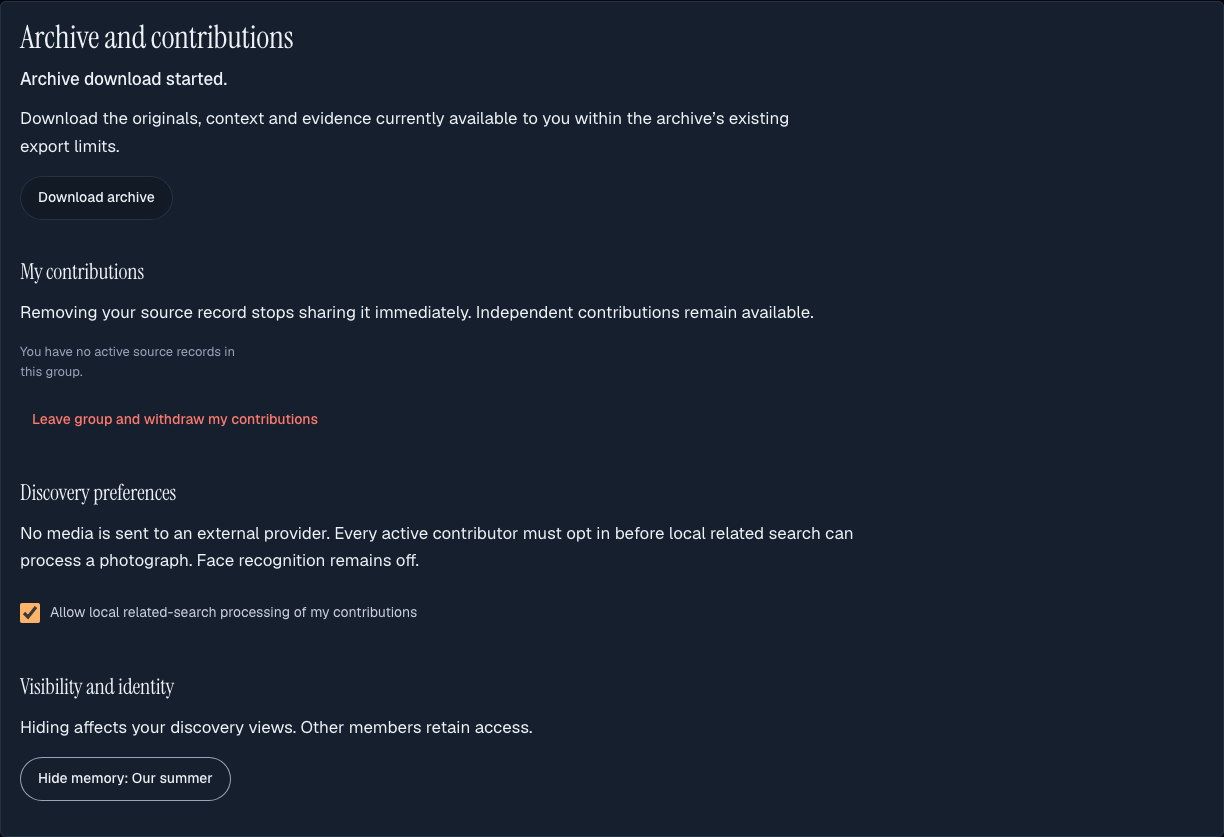 Archive and contributions
Archive download started.
Download the originals, context and evidence currently available to you within the archive’s existing
export limits.
Download archive
My contributions
Removing your source record stops sharing it immediately. Independent contributions remain available.
You have no active source records in
this group.
Leave group and withdraw my contributions
Discovery preferences
No media is sent to an external provider. Every active contributor must opt in before local related search can
process a photograph. Face recognition remains off.
Allow local related-search processing of my contributions
Visibility and identity
Hiding affects your discovery views. Other members retain access.
Hide memory: Our summer